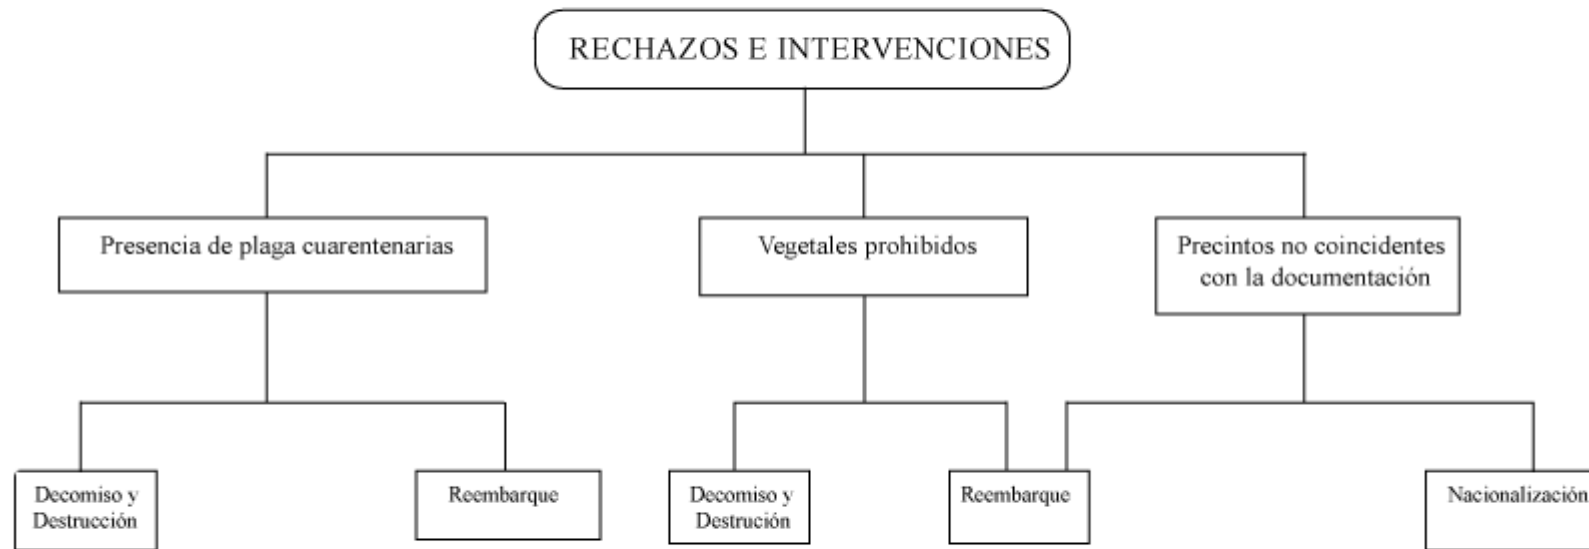 RECHAZOS E INTERVENCIONES
Presencia de plaga cuarentenarias
Vegetales prohibidos
Precintos no coincidentes
con la documentación
Decomiso y
Destrucción
Reembarque
Decomiso y
Destrución
Reembarque
Nacionalización